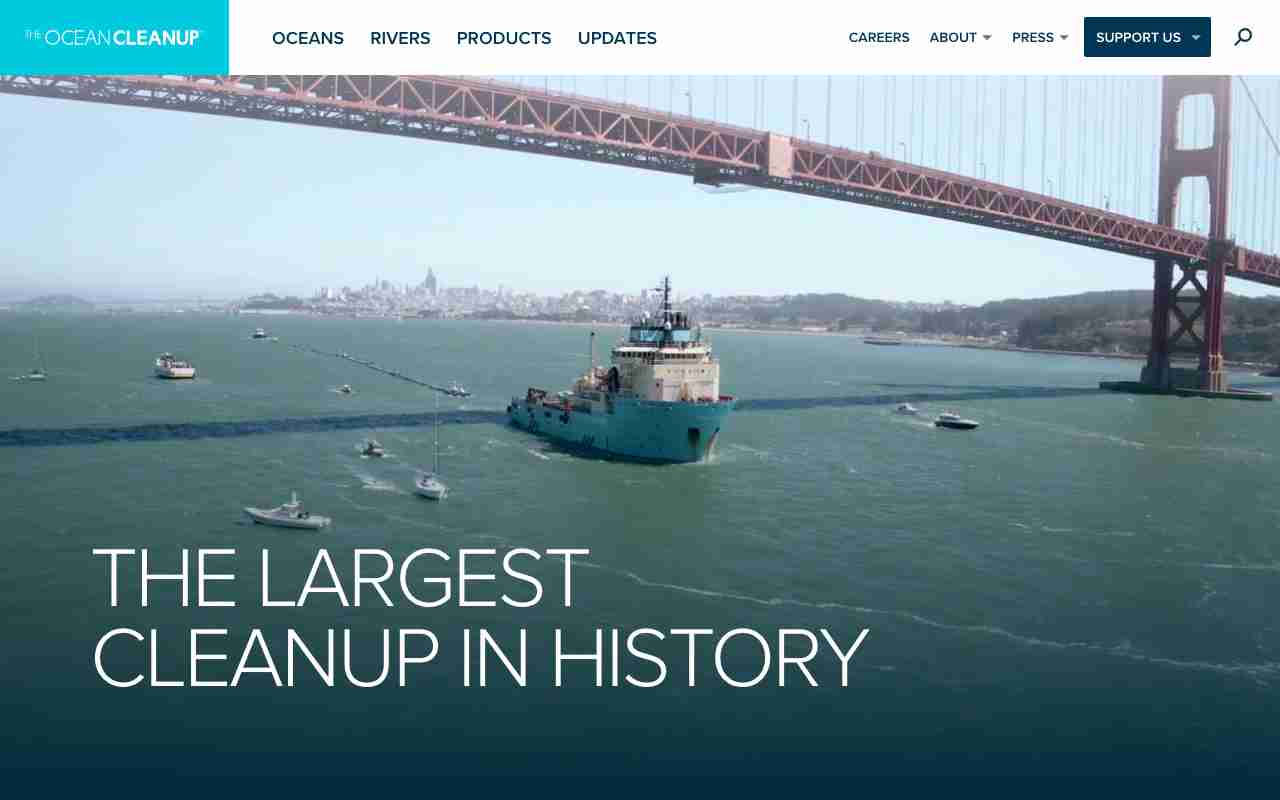 THE OCEAN CLEANUP
OCEANS
RIVERS
PRODUCTS
UPDATES
CAREERS
ABOUT
PRESS
SUPPORT US
THE LARGEST
CLEANUP IN HISTORY